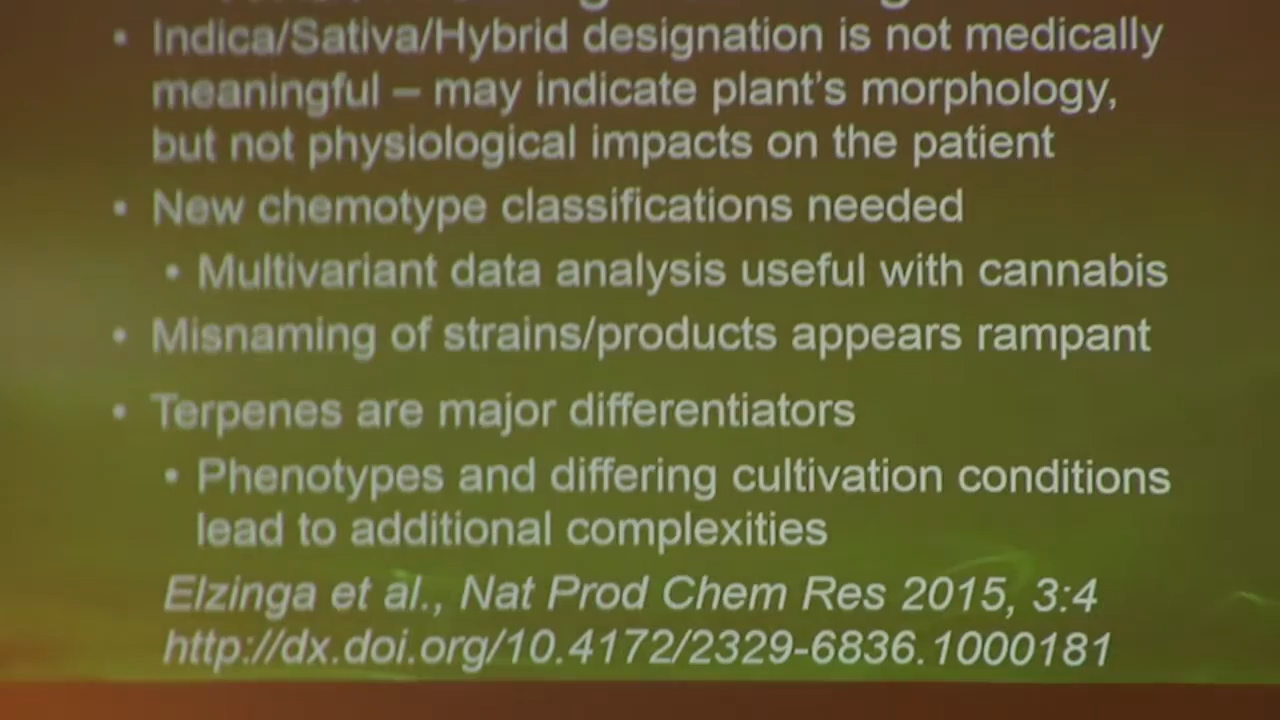 • Indica/Sativa/Hybrid designation is not medically
meaningful – may indicate plant's morphology,
but not physiological impacts on the patient
• New chemotype classifications needed
• Multivariant data analysis useful with cannabis
• Misnaming of strains/products appears rampant
• Terpenes are major differentiators
• Phenotypes and differing cultivation conditions
lead to additional complexities
Elzinga et al., Nat Prod Chem Res 2015, 3:4
http://dx.doi.org/10.4172/2329-6836.1000181